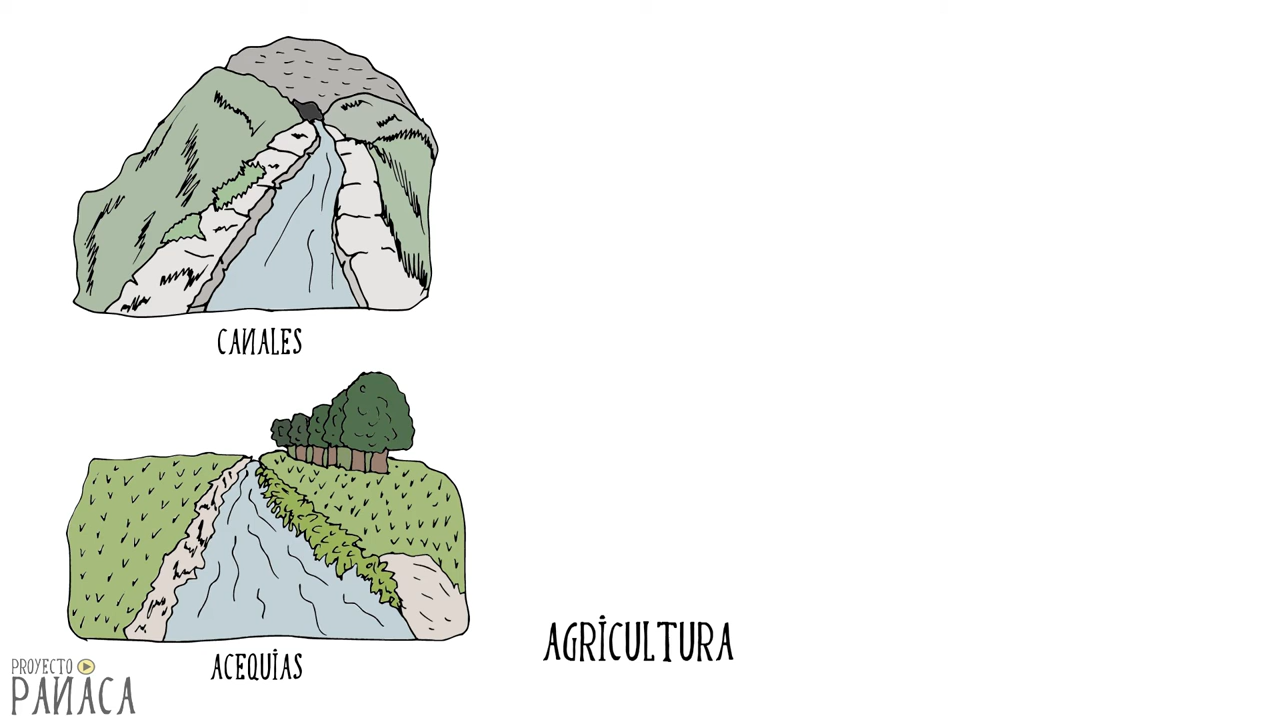 CANALES
ACEQUIAS
AGRICULTURA
PROYECTO
PANACA